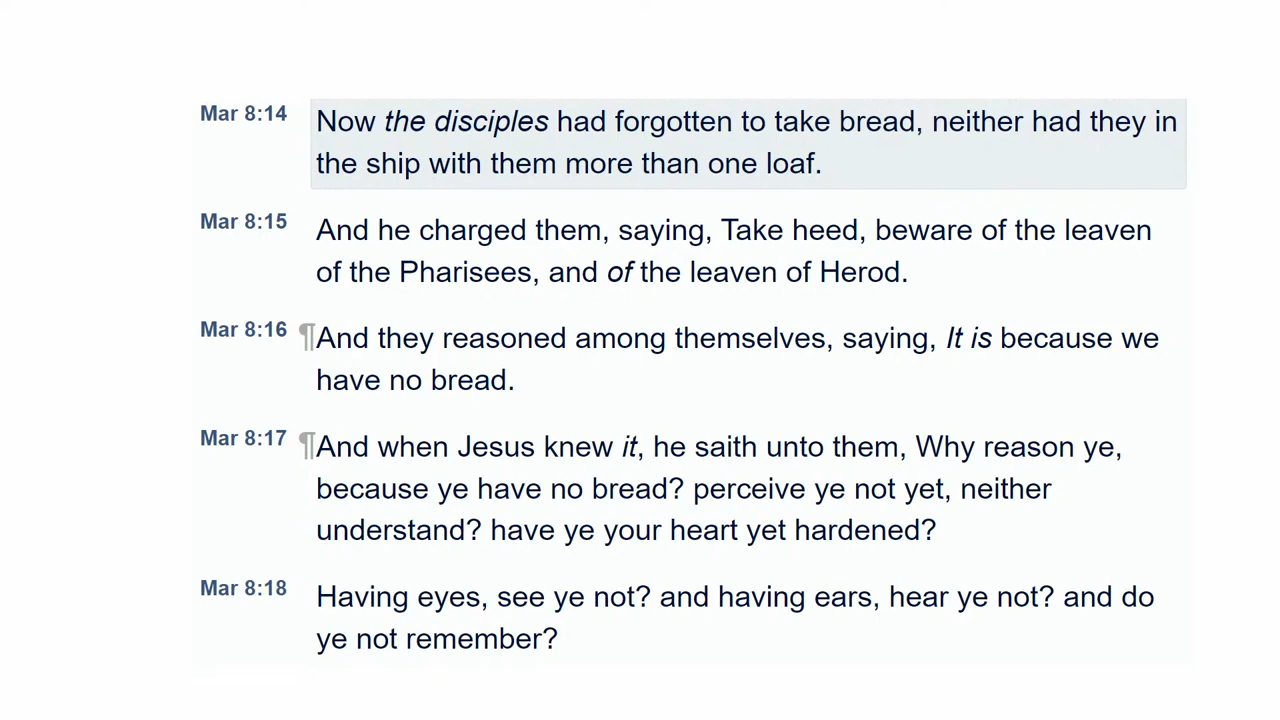 Mar 8:14 Now the disciples had forgotten to take bread, neither had they in
the ship with them more than one loaf.
Mar 8:15 And he charged them, saying, Take heed, beware of the leaven
of the Pharisees, and of the leaven of Herod.
Mar 8:16 ¶And they reasoned among themselves, saying, It is because we
have no bread.
Mar 8:17 ¶And when Jesus knew it, he saith unto them, Why reason ye,
because ye have no bread? perceive ye not yet, neither
understand? have ye your heart yet hardened?
Mar 8:18 Having eyes, see ye not? and having ears, hear ye not? and do
ye not remember?